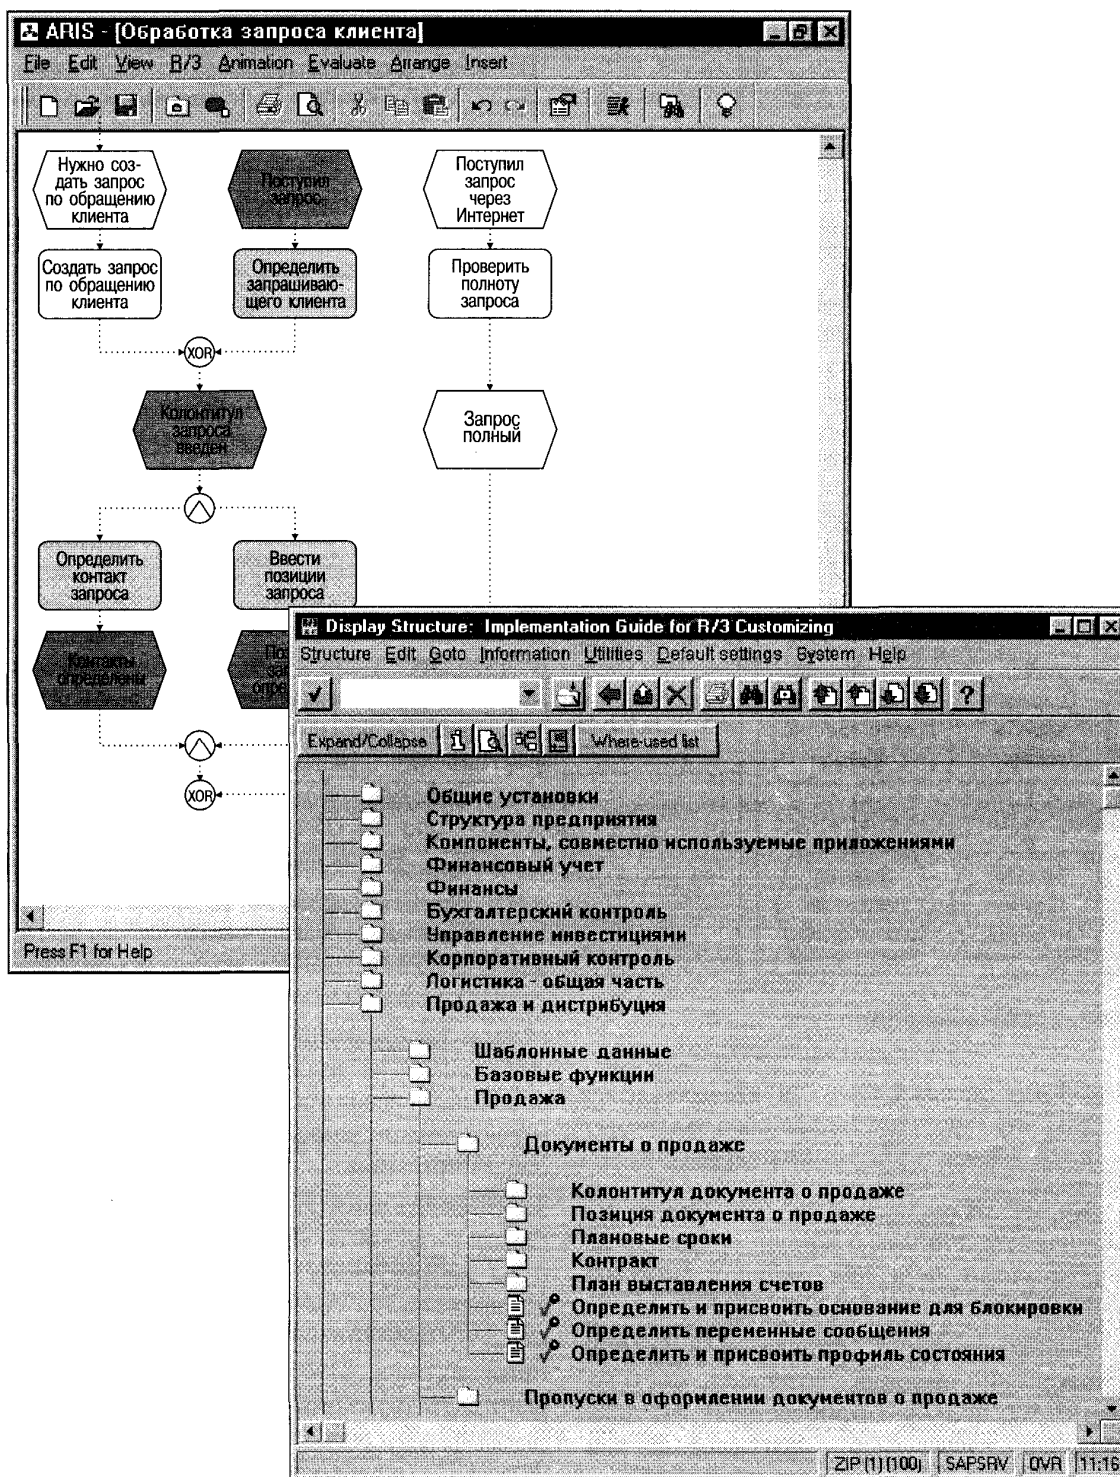 ARIS - [Обработка запроса клиента]
File Edit View R/3 Animation Evaluate Arrange Insert
Нужно соз-
дать запрос
по обращению
клиента
Поступил
запрос
Поступил
запрос
через
Интернет
Создать запрос
по обращению
клиента
Определить
запрашиваю-
щего клиента
Проверить
полноту
запроса
XOR
Колонтитул
запроса
введен
Запрос
полный
Определить
контакт
запроса
Ввести
позиции
запроса
Контакты
определены
XOR
Press F1 for Help
Display Structure: Implementation Guide for R/3 Customizing
Structure Edit Goto Information Utilities Default settings System Help
Expand/Collapse Where-used list
Общие установки
Структура предприятия
Компоненты, совместно используемые приложениями
Финансовый учет
Финансы
Бухгалтерский контроль
Управление инвестициями
Корпоративный контроль
Логистика - общая часть
Продажа и дистрибуция
Шаблонные данные
Базовые функции
Продажа
Документы о продаже
Колонтитул документа о продаже
Позиция документа о продаже
Плановые сроки
Контракт
План выставления счетов
Определить и присвоить основание для блокировки
Определить переменные сообщения
Определить и присвоить профиль состояния
Пропуски в оформлении документов о продаже
ZIP (1) (100) SAPSRV OVR 11:16